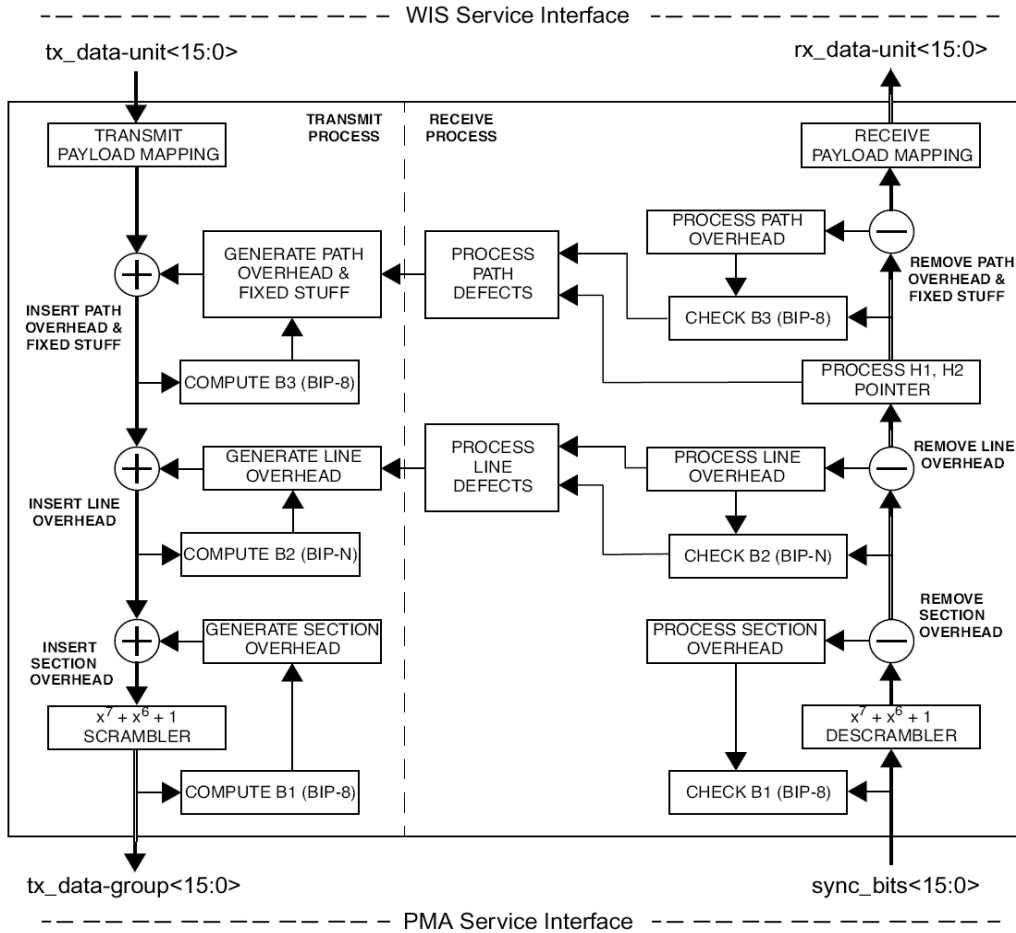 WIS Service Interface
tx_data-unit<15:0>
rx_data-unit<15:0>
TRANSMIT
PROCESS
RECEIVE
PROCESS
TRANSMIT
PAYLOAD MAPPING
RECEIVE
PAYLOAD MAPPING
PROCESS PATH
OVERHEAD
GENERATE PATH
OVERHEAD &
FIXED STUFF
PROCESS
PATH
DEFECTS
REMOVE PATH
OVERHEAD &
FIXED STUFF
INSERT PATH
OVERHEAD &
FIXED STUFF
CHECK B3 (BIP-8)
COMPUTE B3 (BIP-8)
PROCESS H1, H2
POINTER
GENERATE LINE
OVERHEAD
PROCESS
LINE
DEFECTS
PROCESS LINE
OVERHEAD
REMOVE LINE
OVERHEAD
INSERT LINE
OVERHEAD
COMPUTE B2 (BIP-N)
CHECK B2 (BIP-N)
REMOVE
SECTION
OVERHEAD
GENERATE SECTION
OVERHEAD
PROCESS SECTION
OVERHEAD
INSERT
SECTION
OVERHEAD
x⁷ + x⁶ + 1
SCRAMBLER
x⁷ + x⁶ + 1
DESCRAMBLER
COMPUTE B1 (BIP-8)
CHECK B1 (BIP-8)
tx_data-group<15:0>
sync_bits<15:0>
PMA Service Interface